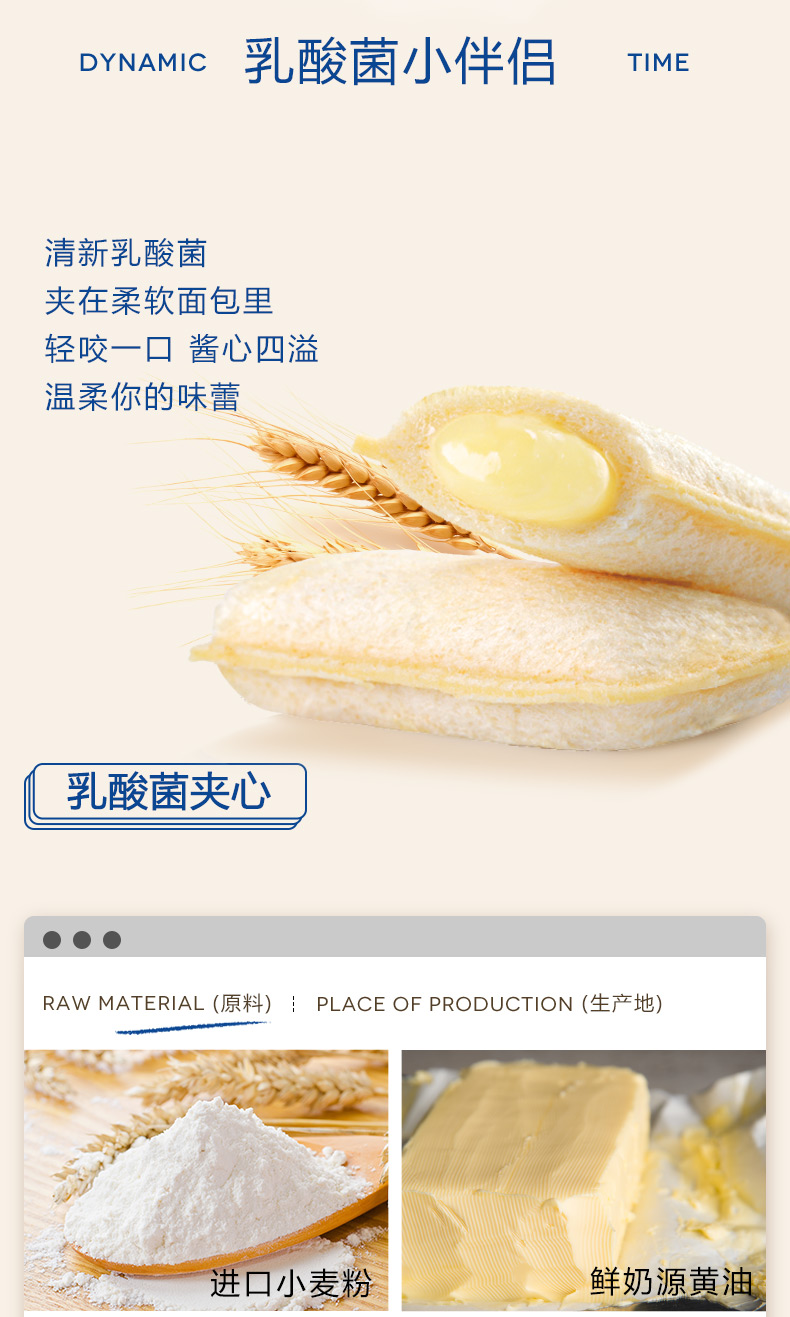 DYNAMIC 乳酸菌小伴侣 TIME
清新乳酸菌
夹在柔软面包里
轻咬一口 酱心四溢
温柔你的味蕾
乳酸菌夹心
RAW MATERIAL (原料) ¦ PLACE OF PRODUCTION (生产地)
进口小麦粉
鲜奶源黄油